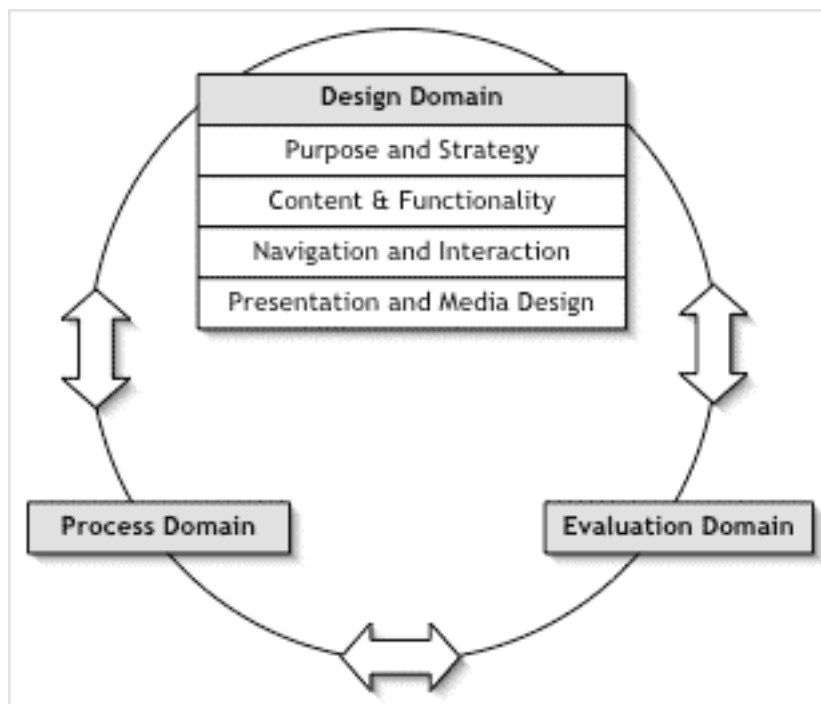 Design Domain
Purpose and Strategy
Content & Functionality
Navigation and Interaction
Presentation and Media Design
Process Domain
Evaluation Domain